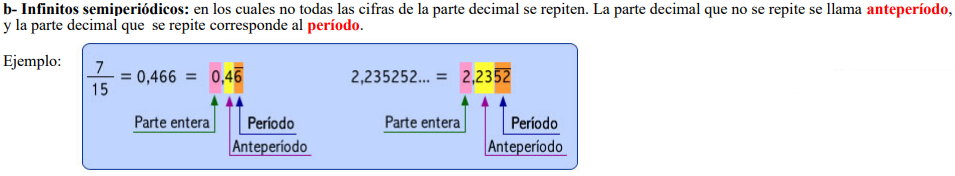 b- Infinitos semiperiódicos: en los cuales no todas las cifras de la parte decimal se repiten. La parte decimal que no se repite se llama anteperíodo,
y la parte decimal que se repite corresponde al período.
Ejemplo:
7/15 = 0,466 = 0,46̅ 2,235252... = 2,235̅2̅
Parte entera Período Parte entera Período
Anteperíodo Anteperíodo